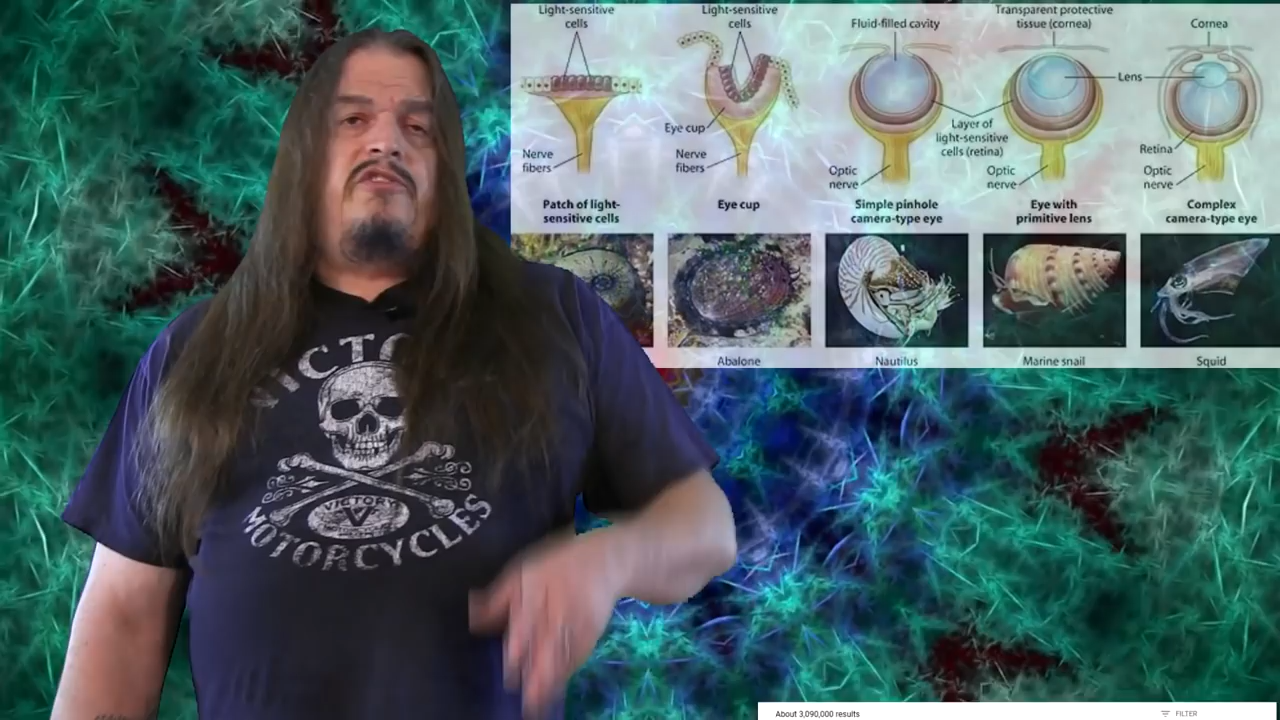 Light-sensitive
cells
Light-sensitive
cells
Fluid-filled cavity
Transparent protective
tissue (cornea)
Cornea
Lens
Eye cup
Layer of
light-sensitive
cells (retina)
Nerve
fibers
Nerve
fibers
Optic
nerve
Optic
nerve
Retina
Optic
nerve
Patch of light-
sensitive cells
Eye cup
Simple pinhole
camera-type eye
Eye with
primitive lens
Complex
camera-type eye
Abalone
Nautilus
Marine snail
Squid
VICTORY
V
MOTORCYCLES
About 3,090,000 results
FILTER